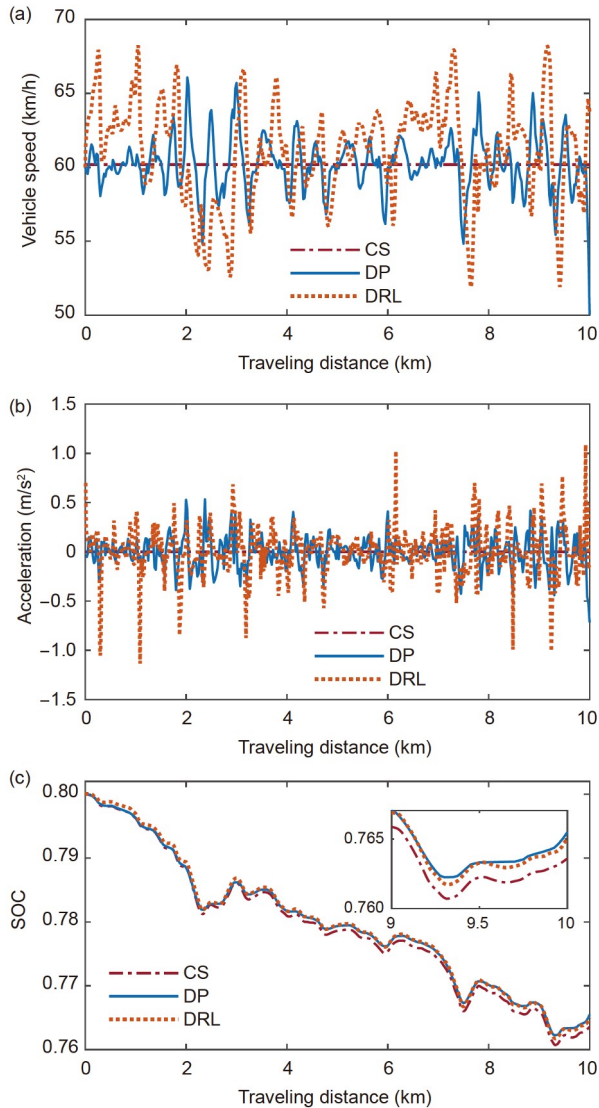 (a)
70
65
60
55
50
Vehicle speed (km/h)
CS
DP
DRL
0 2 4 6 8 10
Traveling distance (km)
(b)
1.5
1.0
0.5
0
−0.5
−1.0
−1.5
Acceleration (m/s²)
CS
DP
DRL
0 2 4 6 8 10
Traveling distance (km)
(c)
0.80
0.79
0.78
0.77
0.76
SOC
0.765
0.760
9 9.5 10
CS
DP
DRL
0 2 4 6 8 10
Traveling distance (km)